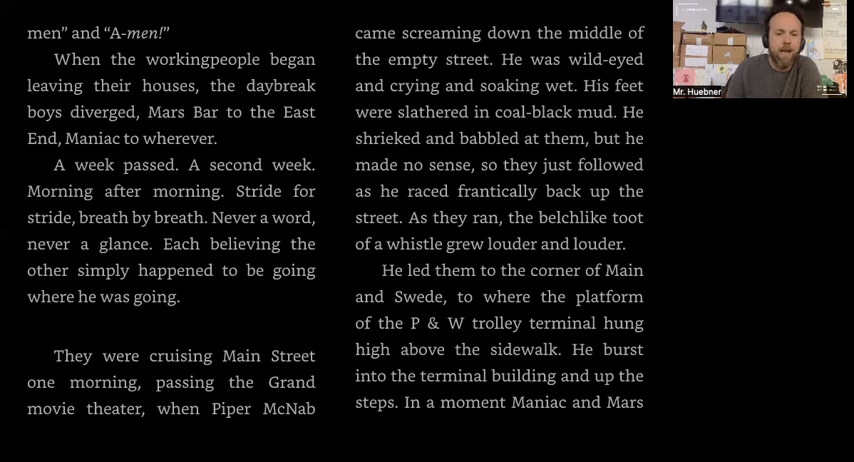 men” and “A-men!”
When the workingpeople began
leaving their houses, the daybreak
boys diverged, Mars Bar to the East
End, Maniac to wherever.
A week passed. A second week.
Morning after morning. Stride for
stride, breath by breath. Never a word,
never a glance. Each believing the
other simply happened to be going
where he was going.
They were cruising Main Street
one morning, passing the Grand
movie theater, when Piper McNab
came screaming down the middle of
the empty street. He was wild-eyed
and crying and soaking wet. His feet
were slathered in coal-black mud. He
shrieked and babbled at them, but he
made no sense, so they just followed
as he raced frantically back up the
street. As they ran, the belchlike toot
of a whistle grew louder and louder.
He led them to the corner of Main
and Swede, to where the platform
of the P & W trolley terminal hung
high above the sidewalk. He burst
into the terminal building and up the
steps. In a moment Maniac and Mars
Mr. Huebner